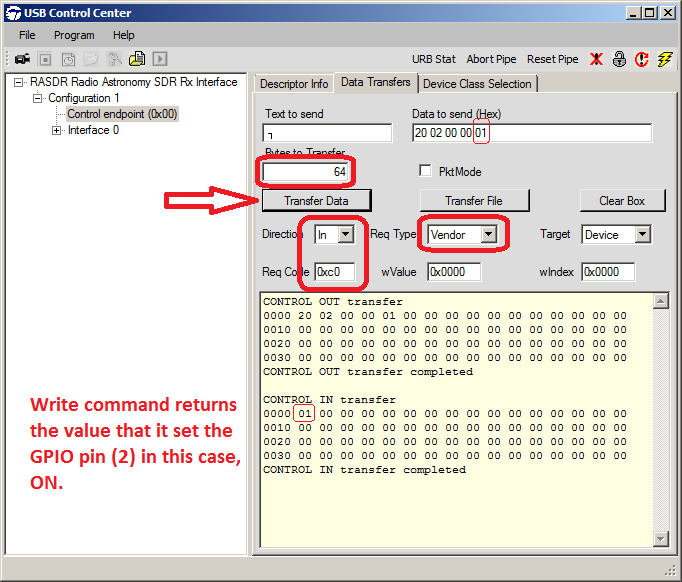 USB Control Center
File Program Help
URB Stat Abort Pipe Reset Pipe
RASDR Radio Astronomy SDR Rx Interface
Configuration 1
Control endpoint (0x00)
Interface 0
Descriptor Info Data Transfers Device Class Selection
Text to send Data to send (Hex)
20 02 00 00 01
Bytes to Transfer
64 PktMode
Transfer Data Transfer File Clear Box
Direction In Req Type Vendor Target Device
Req Code 0xc0 wValue 0x0000 wIndex 0x0000
CONTROL OUT transfer
0000 20 02 00 00 01 00 00 00 00 00 00 00 00 00 00 00
0010 00 00 00 00 00 00 00 00 00 00 00 00 00 00 00 00
0020 00 00 00 00 00 00 00 00 00 00 00 00 00 00 00 00
0030 00 00 00 00 00 00 00 00 00 00 00 00 00 00 00 00
CONTROL OUT transfer completed
CONTROL IN transfer
0000 01 00 00 00 00 00 00 00 00 00 00 00 00 00 00 00
0010 00 00 00 00 00 00 00 00 00 00 00 00 00 00 00 00
0020 00 00 00 00 00 00 00 00 00 00 00 00 00 00 00 00
0030 00 00 00 00 00 00 00 00 00 00 00 00 00 00 00 00
CONTROL IN transfer completed
Write command returns
the value that it set the
GPIO pin (2) in this case,
ON.